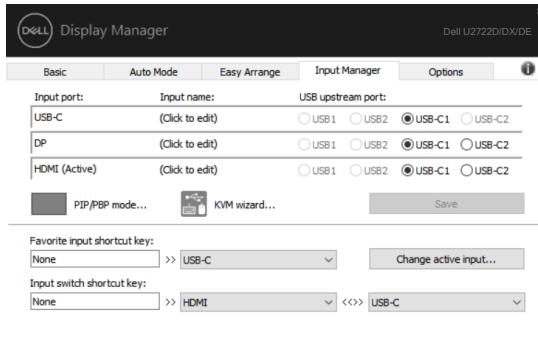 DELL Display Manager Dell U2722D/DX/DE
Basic Auto Mode Easy Arrange Input Manager Options i
Input port: Input name: USB upstream port:
USB-C (Click to edit) USB1 USB2 USB-C1 USB-C2
DP (Click to edit) USB1 USB2 USB-C1 USB-C2
HDMI (Active) (Click to edit) USB1 USB2 USB-C1 USB-C2
PIP/PBP mode... KVM wizard... Save
Favorite input shortcut key:
None >> USB-C Change active input...
Input switch shortcut key:
None >> HDMI <<>> USB-C